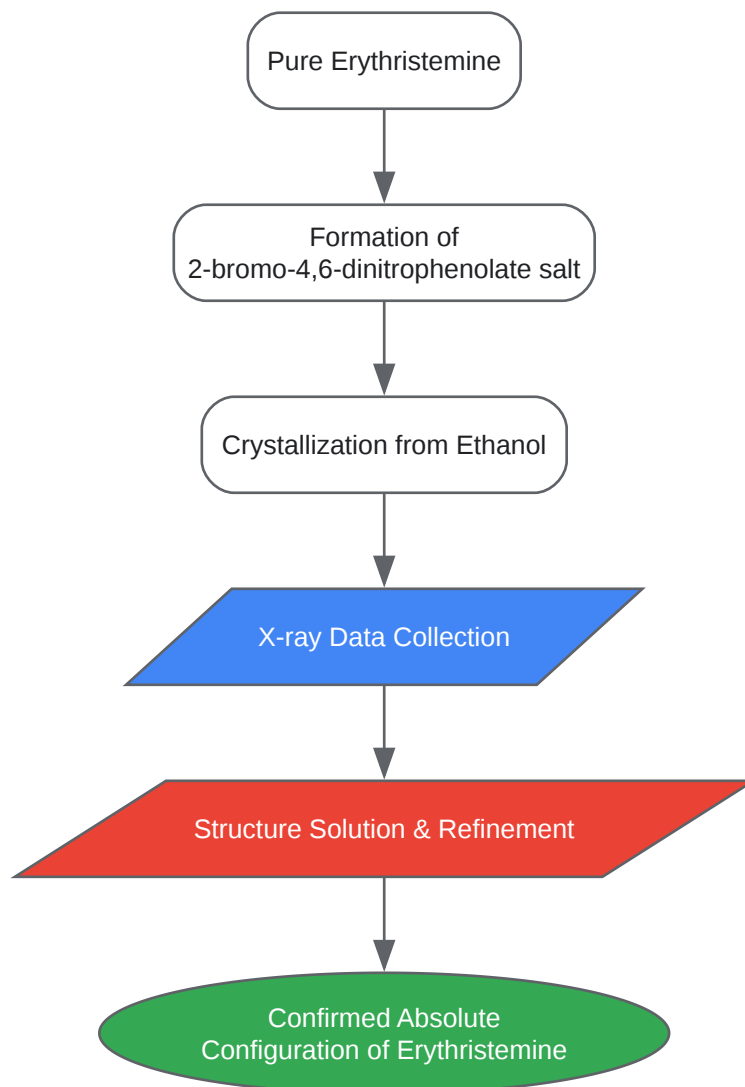 Pure Erythristemine
Formation of
2-bromo-4,6-dinitrophenolate salt
Crystallization from Ethanol
X-ray Data Collection
Structure Solution & Refinement
Confirmed Absolute
Configuration of Erythristemine